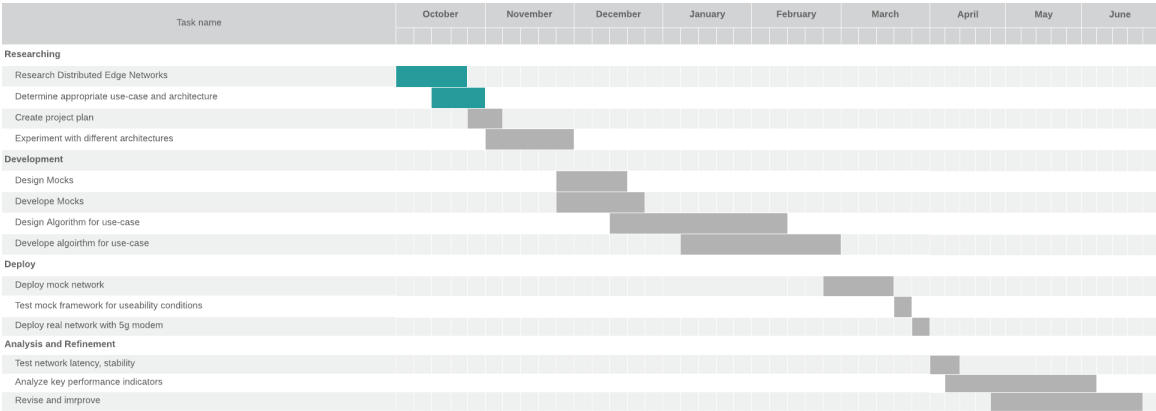 Task name
October November December January February March April May June
Researching
Research Distributed Edge Networks
Determine appropriate use-case and architecture
Create project plan
Experiment with different architectures
Development
Design Mocks
Develope Mocks
Design Algorithm for use-case
Develope algoirthm for use-case
Deploy
Deploy mock network
Test mock framework for useability conditions
Deploy real network with 5g modem
Analysis and Refinement
Test network latency, stability
Analyze key performance indicators
Revise and imrprove